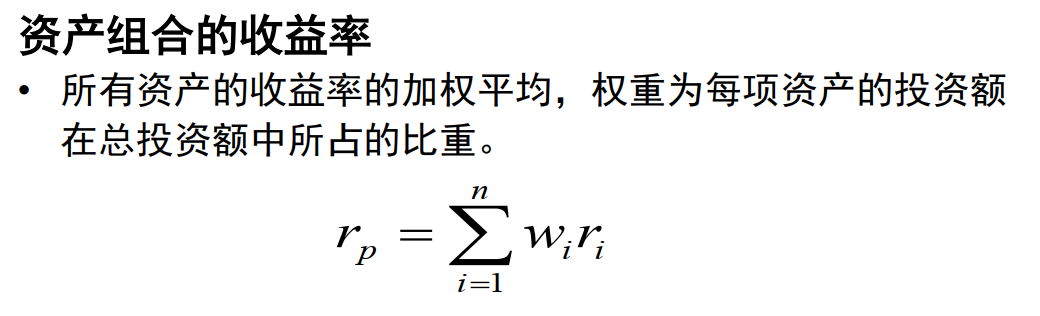 资产组合的收益率
• 所有资产的收益率的加权平均，权重为每项资产的投资额
在总投资额中所占的比重。
$r_p = \sum_{i=1}^{n} w_i r_i$